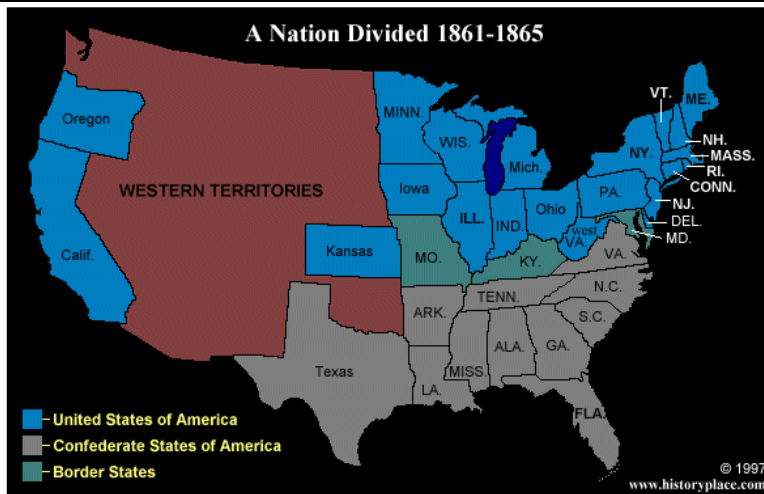 A Nation Divided 1861-1865
VT.
ME.
Oregon
MINN.
WIS.
Mich.
NY.
NH.
MASS.
RI.
CONN.
WESTERN TERRITORIES
Iowa
PA.
NJ.
ILL.
IND.
Ohio
DEL.
MD.
Calif.
Kansas
MO.
KY.
west
VA.
VA.
N.C.
TENN.
ARK.
S.C.
Texas
MISS.
ALA.
GA.
LA.
FLA.
United States of America
Confederate States of America
Border States
© 1997
www.historyplace.com